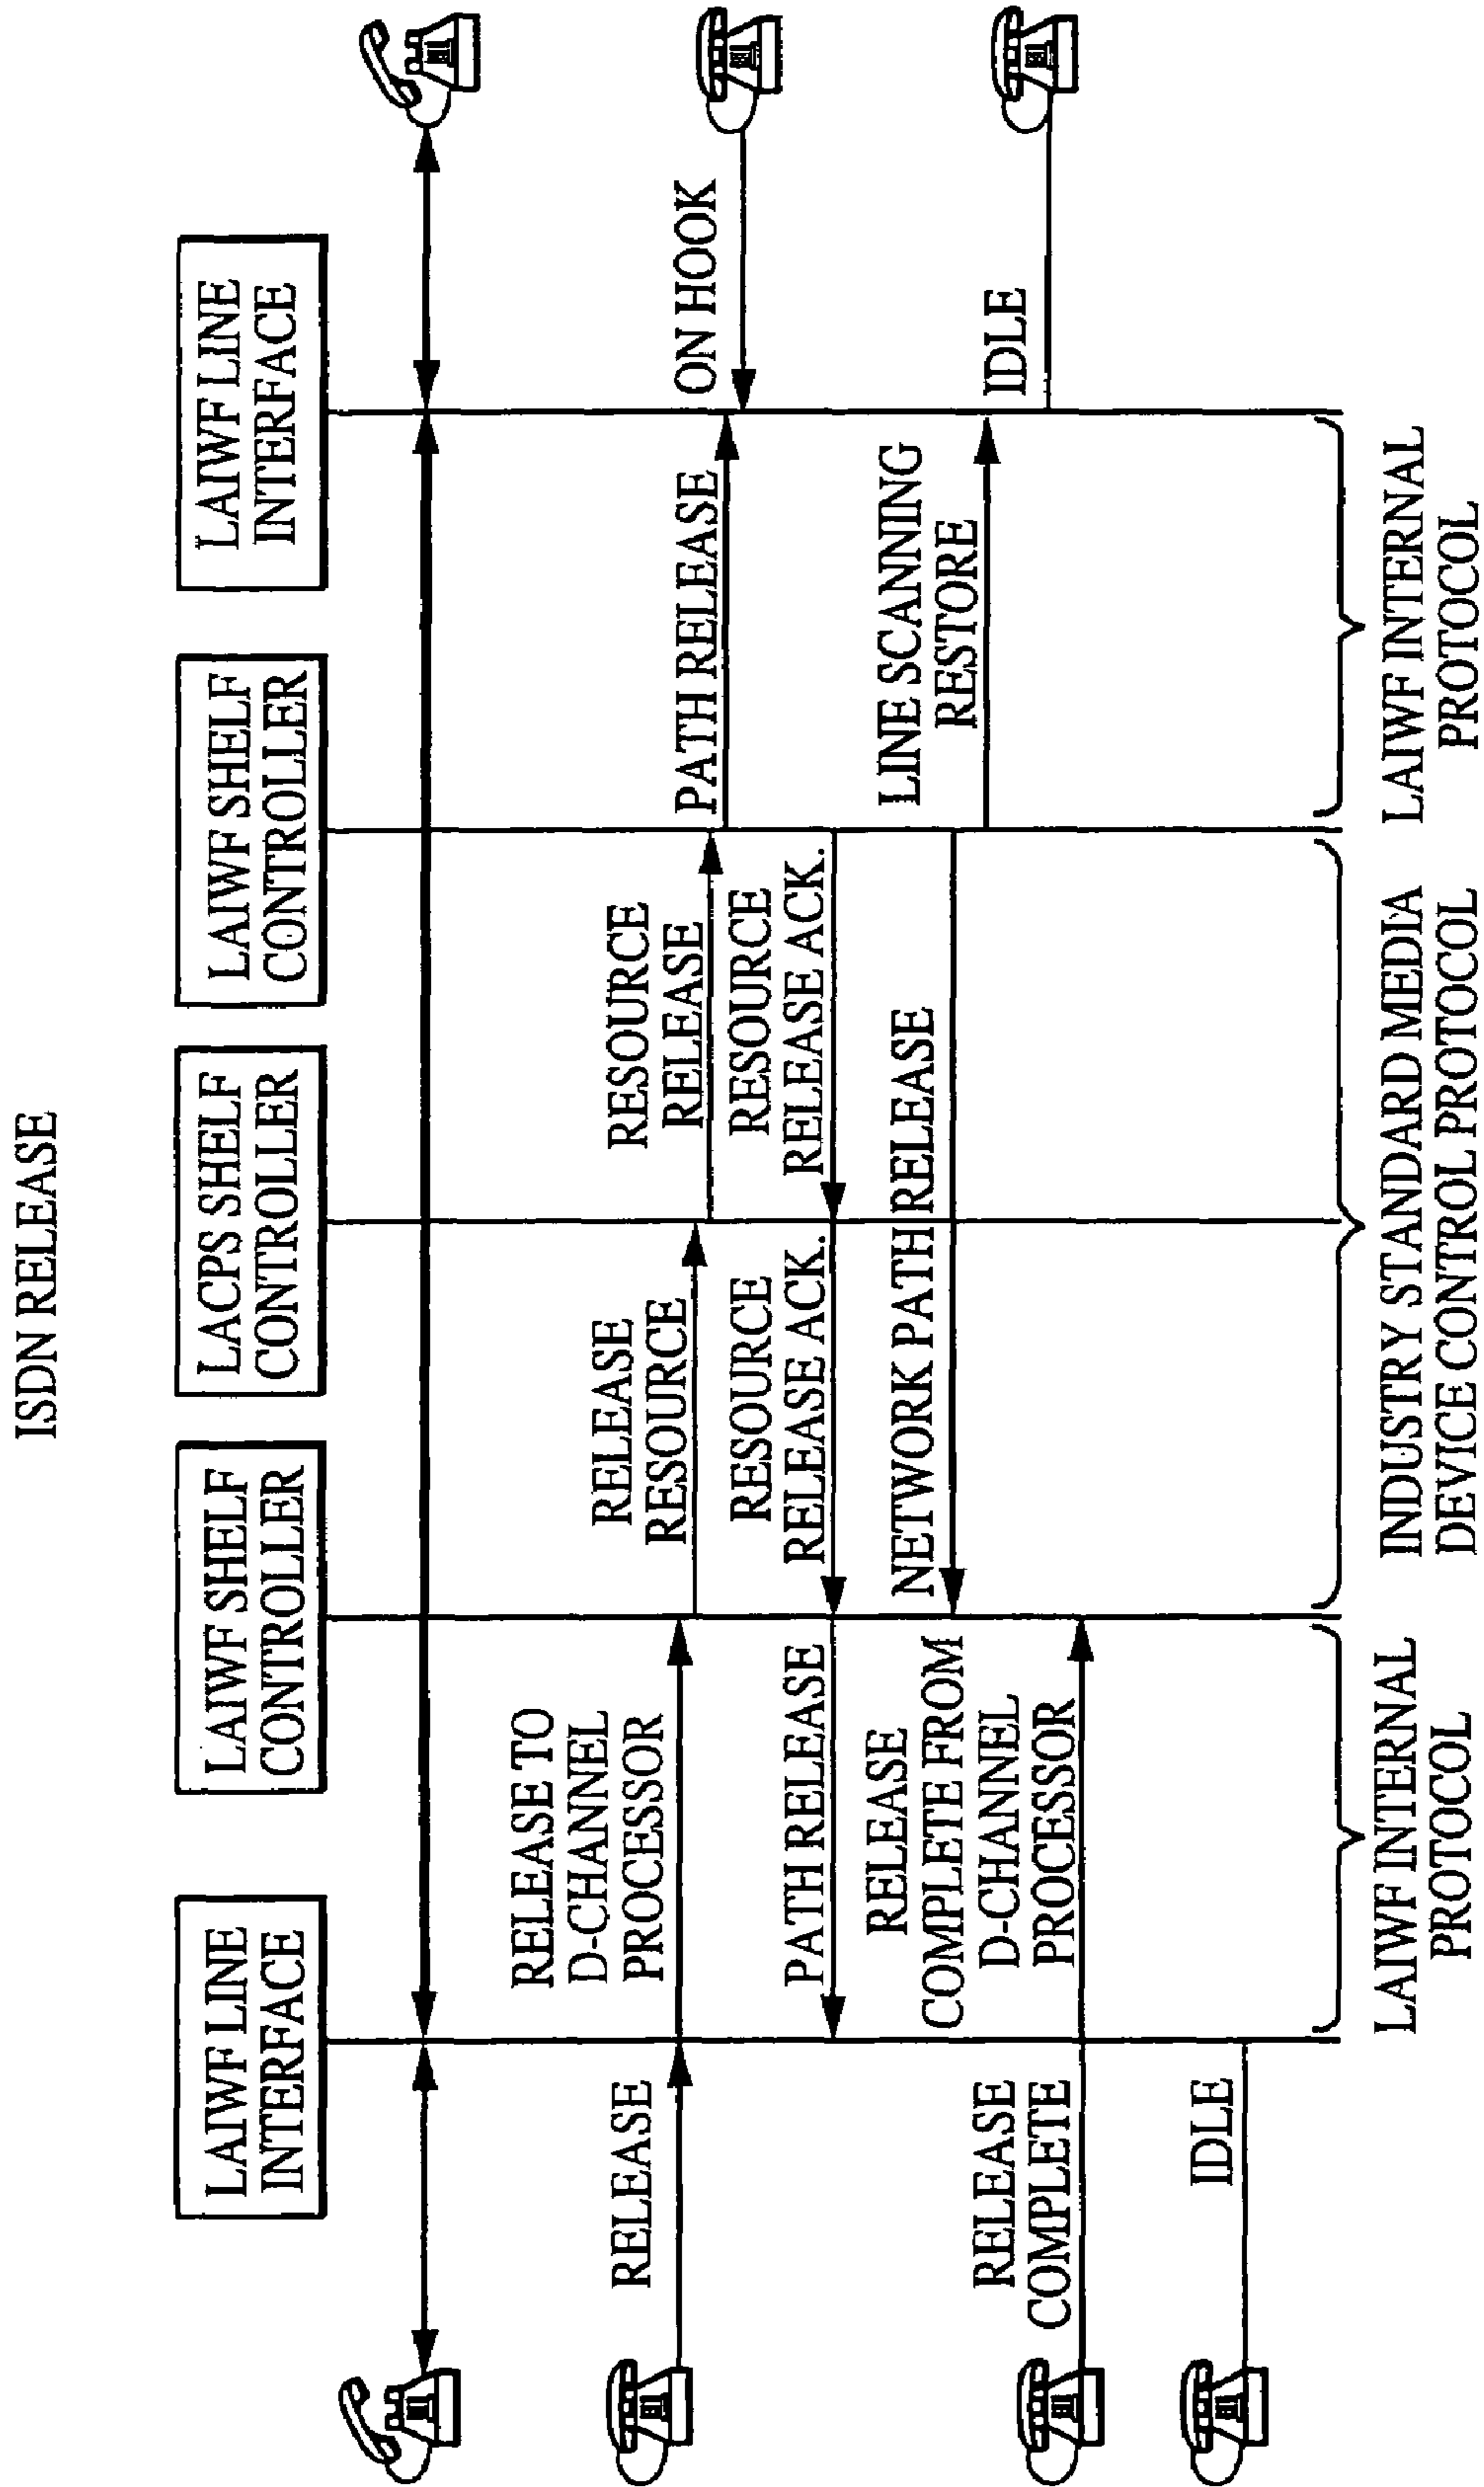 ISDN RELEASE
LAIWF LINE
INTERFACE
LAIWF SHELF
CONTROLLER
LACPS SHELF
CONTROLLER
LAIWF SHELF
CONTROLLER
LAIWF LINE
INTERFACE
RELEASE
RELEASE TO
D-CHANNEL
PROCESSOR
RELEASE
RESOURCE
RESOURCE
RELEASE
PATH RELEASE
ON HOOK
PATH RELEASE
RESOURCE
RELEASE ACK.
RESOURCE
RELEASE ACK.
NETWORK PATH RELEASE
LINE SCANNING
RESTORE
IDLE
RELEASE
COMPLETE
RELEASE
COMPLETE FROM
D-CHANNEL
PROCESSOR
IDLE
LAIWF INTERNAL
PROTOCOL
INDUSTRY STANDARD MEDIA
DEVICE CONTROL PROTOCOL
LAIWF INTERNAL
PROTOCOL